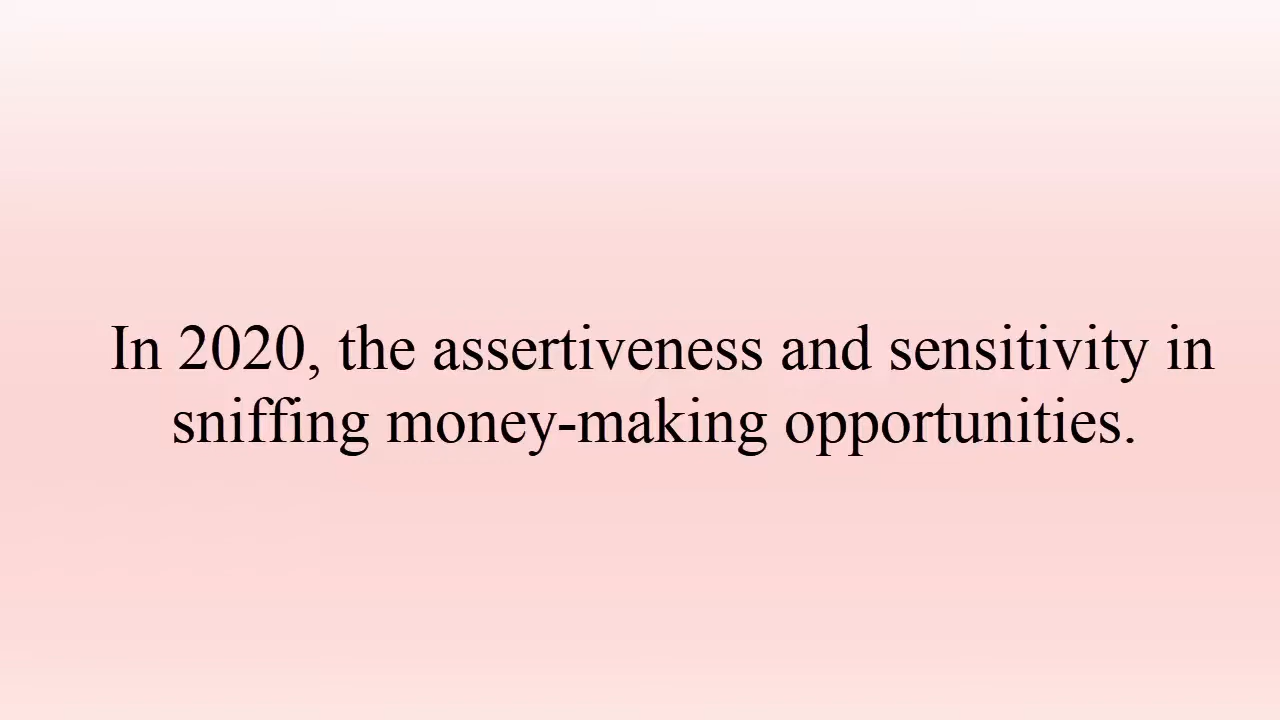 In 2020, the assertiveness and sensitivity in
sniffing money-making opportunities.